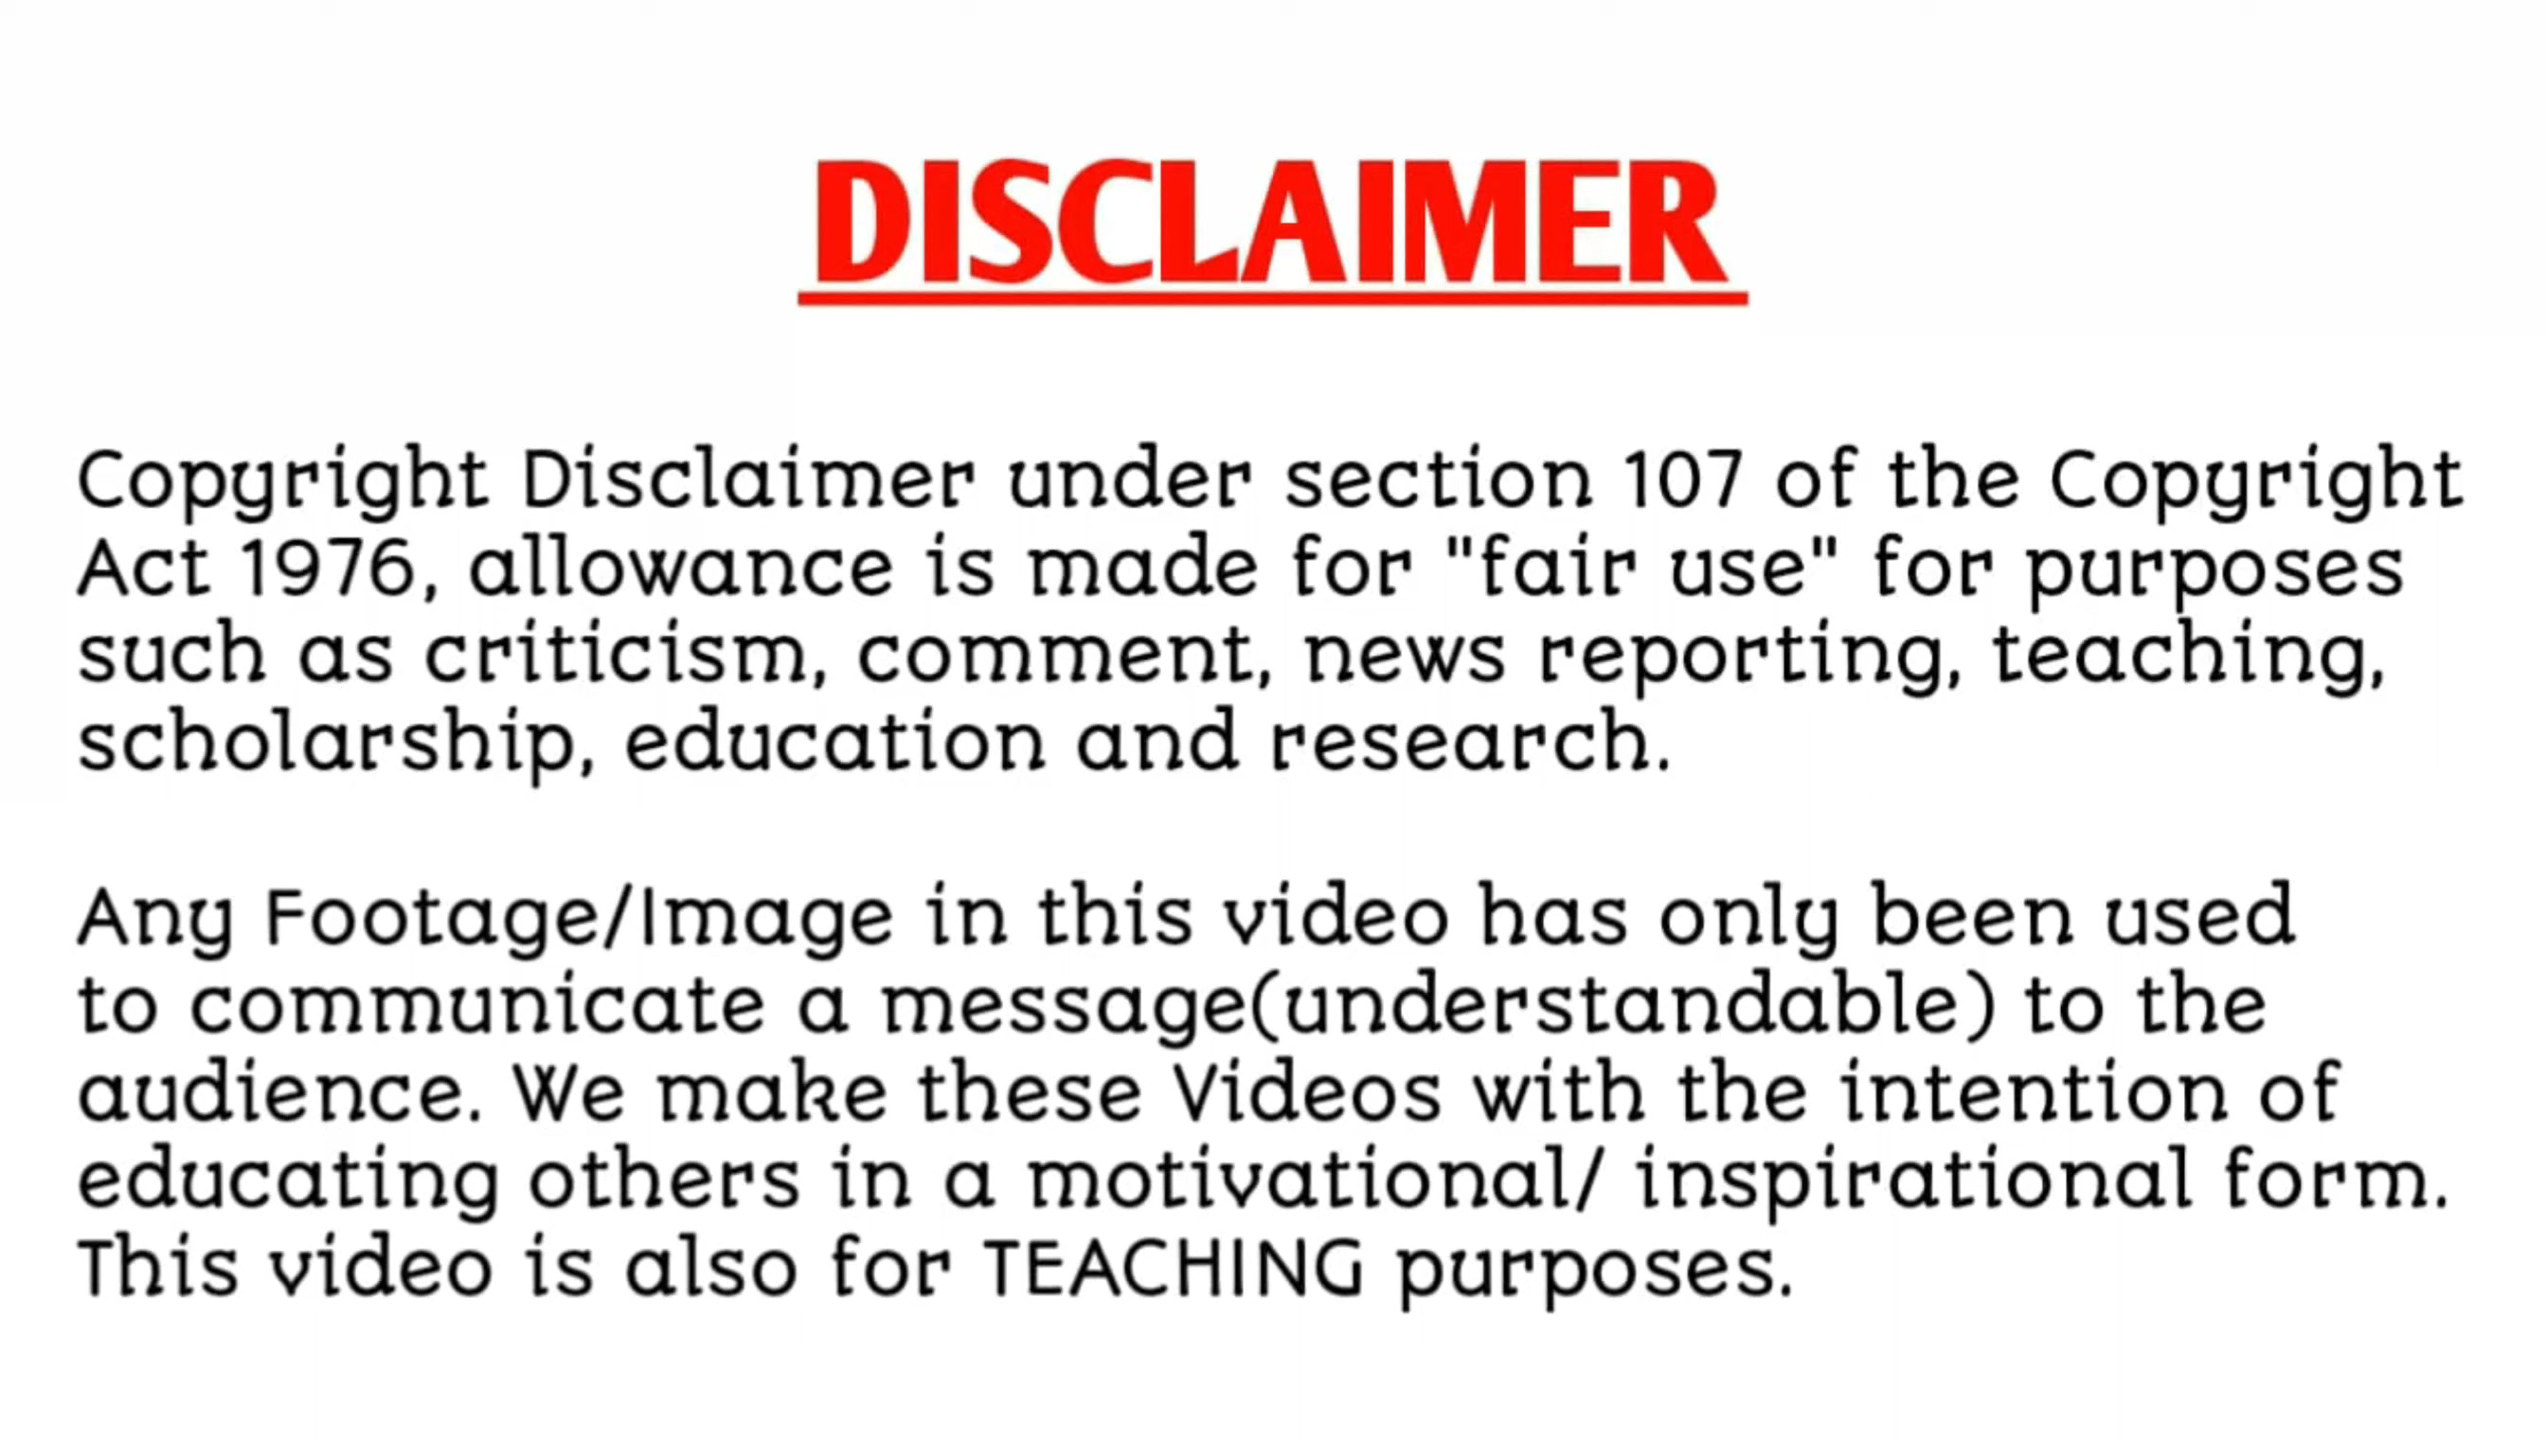 DISCLAIMER
Copyright Disclaimer under section 107 of the Copyright
Act 1976, allowance is made for "fair use" for purposes
such as criticism, comment, news reporting, teaching,
scholarship, education and research.
Any Footage/Image in this video has only been used
to communicate a message(understandable) to the
audience. We make these Videos with the intention of
educating others in a motivational/ inspirational form.
This video is also for TEACHING purposes.